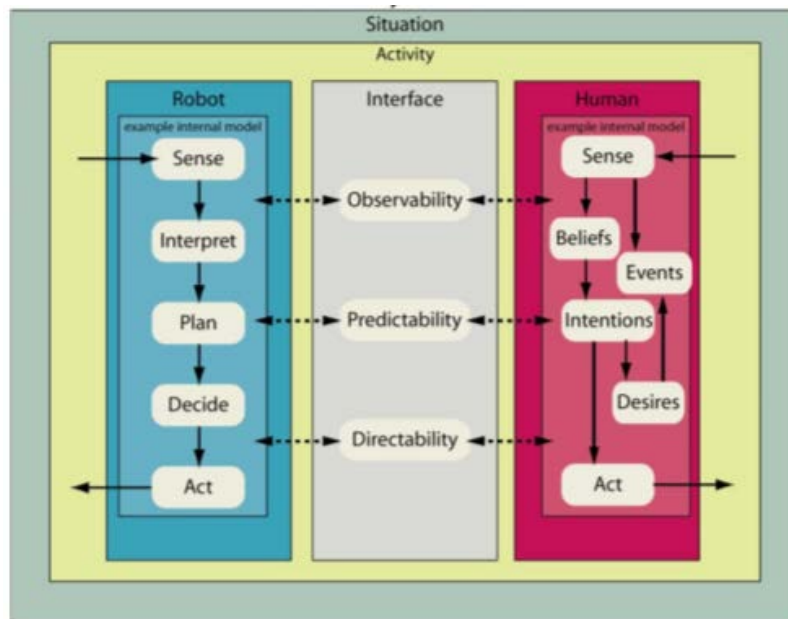 Situation
Activity
Robot
Interface
Human
example internal model
example internal model
Sense
Sense
Observability
Interpret
Beliefs
Events
Plan
Predictability
Intentions
Decide
Desires
Directability
Act
Act